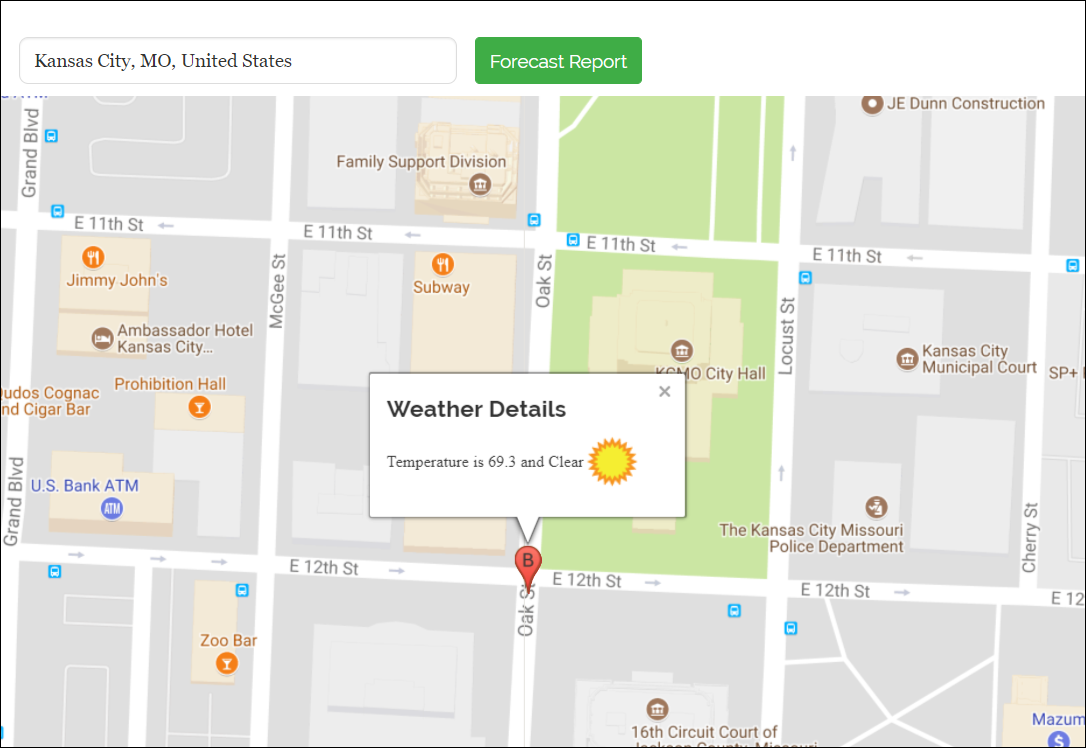 Kansas City, MO, United States
Forecast Report
Grand Blvd
JE Dunn Construction
Family Support Division
E 11th St
E 11th St
E 11th St
E 11th St
Jimmy John's
Subway
McGee St
Oak St
Locust St
Ambassador Hotel
Kansas City...
KCMO City Hall
Kansas City
Municipal Court
SP+
Prohibition Hall
Cognac
Cigar Bar
Weather Details
×
Temperature is 69.3 and Clear
U.S. Bank ATM
ATM
Grand Blvd
The Kansas City Missouri
Police Department
Cherry St
E 12th St
B
E 12th St
E 12th St
E 12
Oak St
Zoo Bar
16th Circuit Court of
Mazum
$